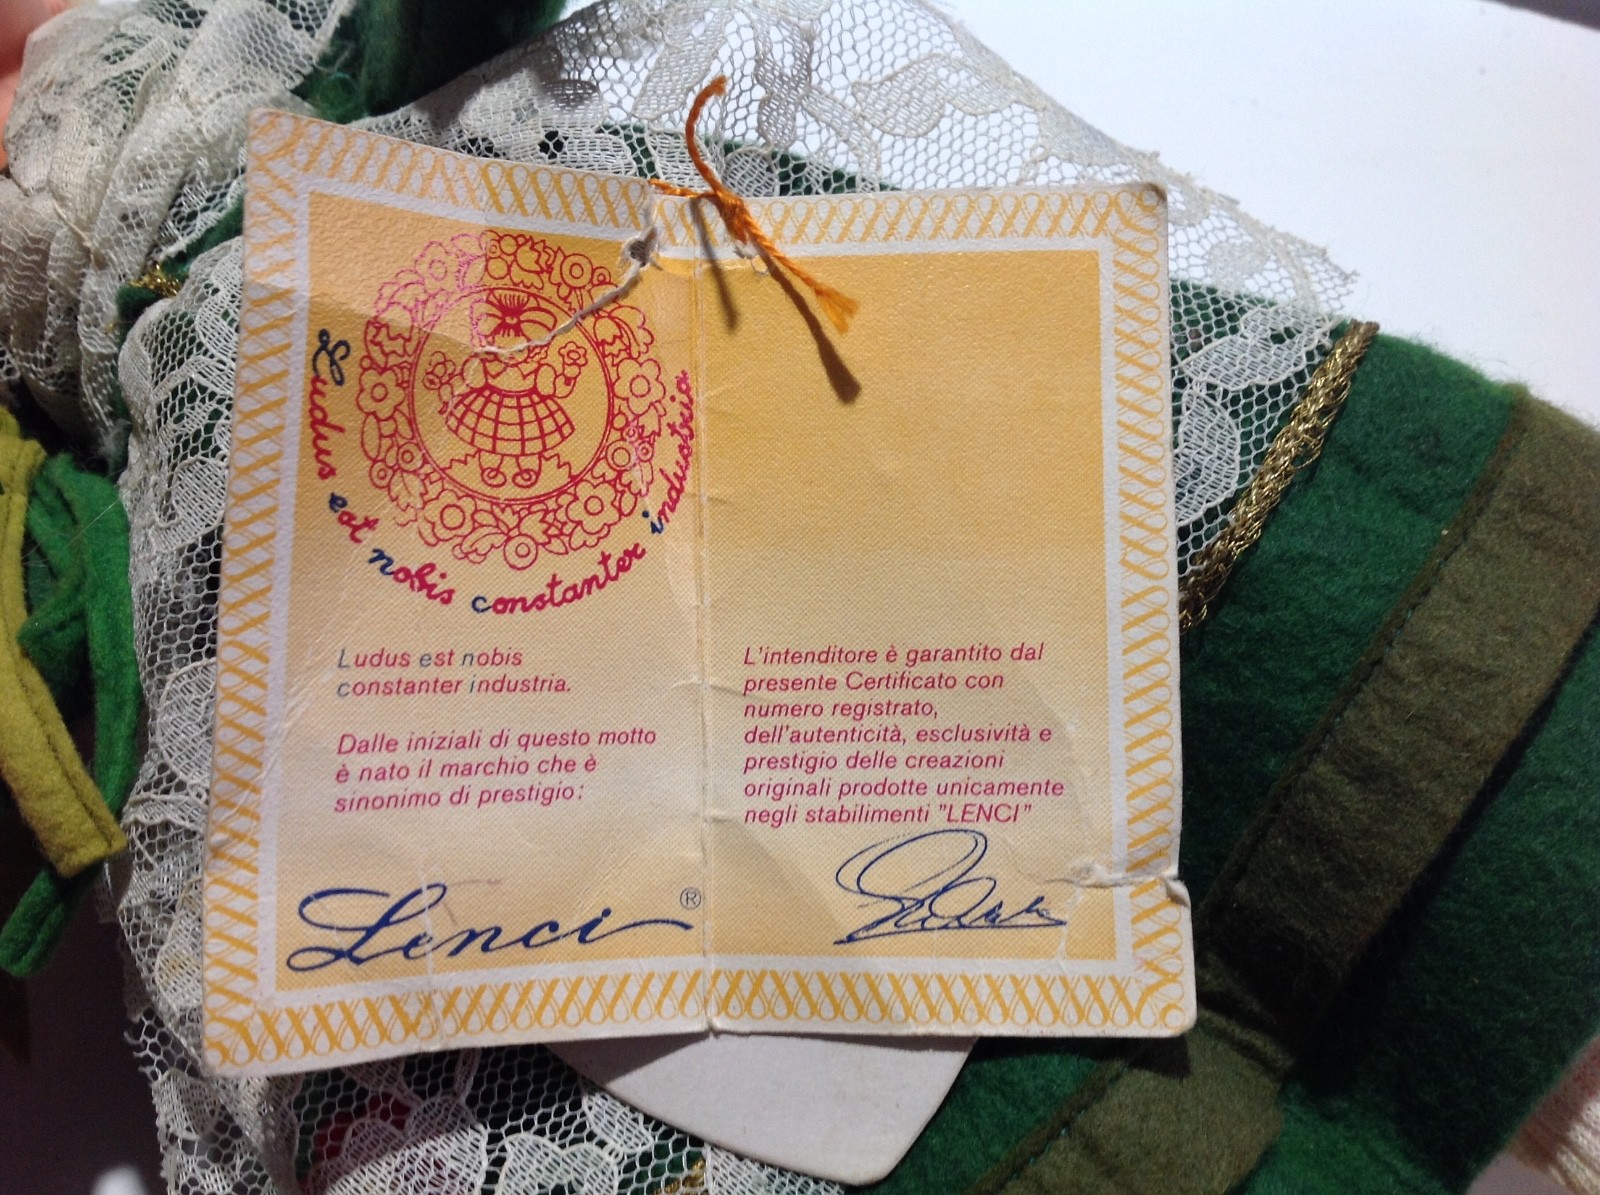 Ludus est nobis constanter industria.
Ludus est nobis
constanter industria.
Dalle iniziali di questo motto
è nato il marchio che è
sinonimo di prestigio:
Lenci ®
L'intenditore è garantito dal
presente Certificato con
numero registrato,
dell'autenticità, esclusività e
prestigio delle creazioni
originali prodotte unicamente
negli stabilimenti "LENCI"